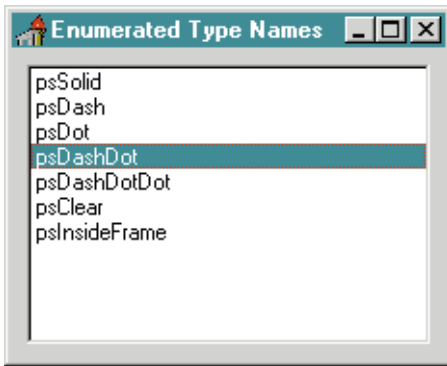 Enumerated Type Names
psSolid
psDash
psDot
psDashDot
psDashDotDot
psClear
psInsideFrame